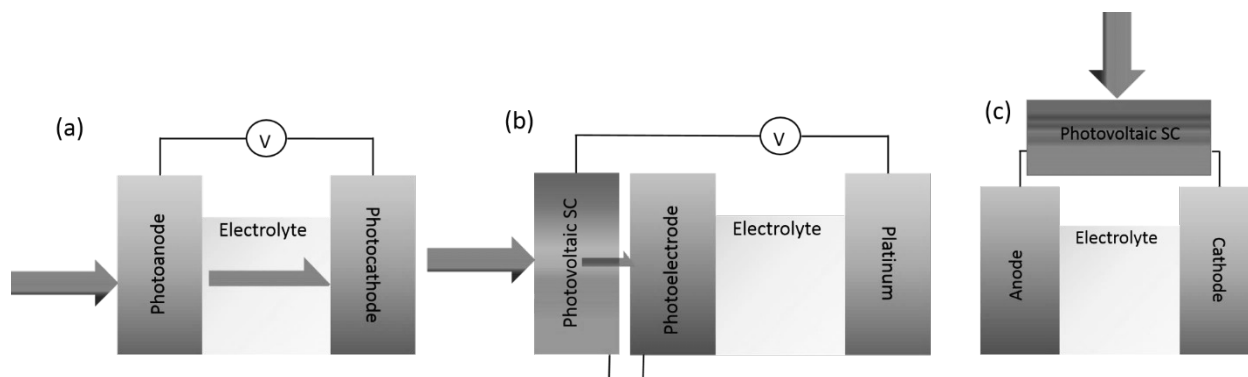 (a)
V
Photoanode
Electrolyte
Photocathode
(b)
V
Photovoltaic SC
Photoelectrode
Electrolyte
Platinum
(c)
Photovoltaic SC
Anode
Electrolyte
Cathode